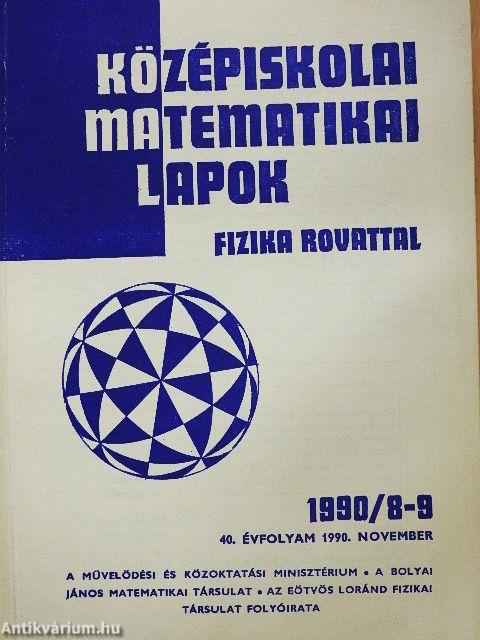 KÖZÉPISKOLAI
MATEMATIKAI
LAPOK
FIZIKA ROVATTAL
1990/8-9
40. ÉVFOLYAM 1990. NOVEMBER
A MŰVELŐDÉSI ÉS KÖZOKTATÁSI MINISZTÉRIUM • A BOLYAI
JÁNOS MATEMATIKAI TÁRSULAT • AZ EÖTVÖS LORÁND FIZIKAI
TÁRSULAT FOLYÓIRATA
Antikvárium.hu